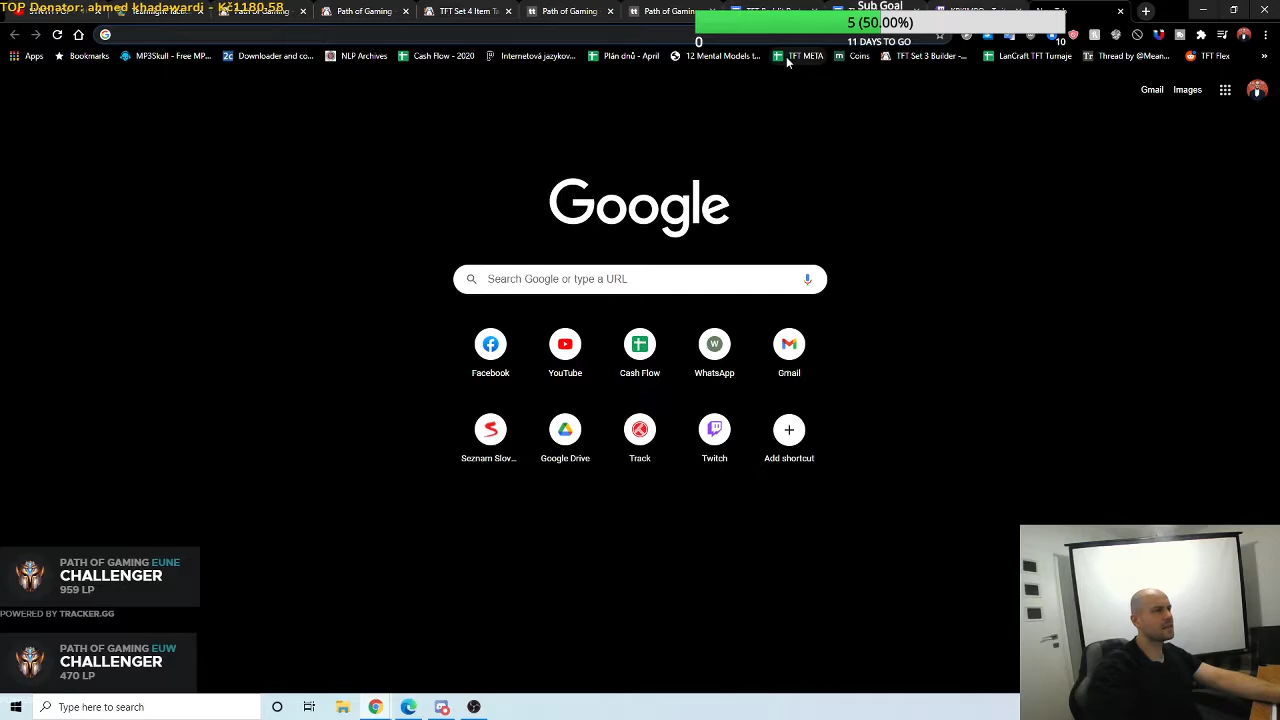 TOP Donator: ahmed khadawardi - Kč1180.58
Sub Goal
Path of Gaming
TFT Set 4 Item T
Path of Gaming
Path of Gaming
5 (50.00%)
0
11 DAYS TO GO
10
Apps
Bookmarks
MP3Skull - Free MP...
Downloader and co...
NLP Archives
Cash Flow - 2020
Internetová jazykov...
Plán dnů - April
12 Mental Models t...
TFT META
Coins
TFT Set 3 Builder -...
LanCraft TFT Tumaje
Thread by @Mean...
TFT Flex
»
Gmail
Images
Google
Search Google or type a URL
Facebook
YouTube
Cash Flow
WhatsApp
Gmail
Seznam Slov...
Google Drive
Track
Twitch
Add shortcut
PATH OF GAMING EUNE
CHALLENGER
959 LP
POWERED BY TRACKER.GG
PATH OF GAMING EUW
CHALLENGER
470 LP
Type here to search